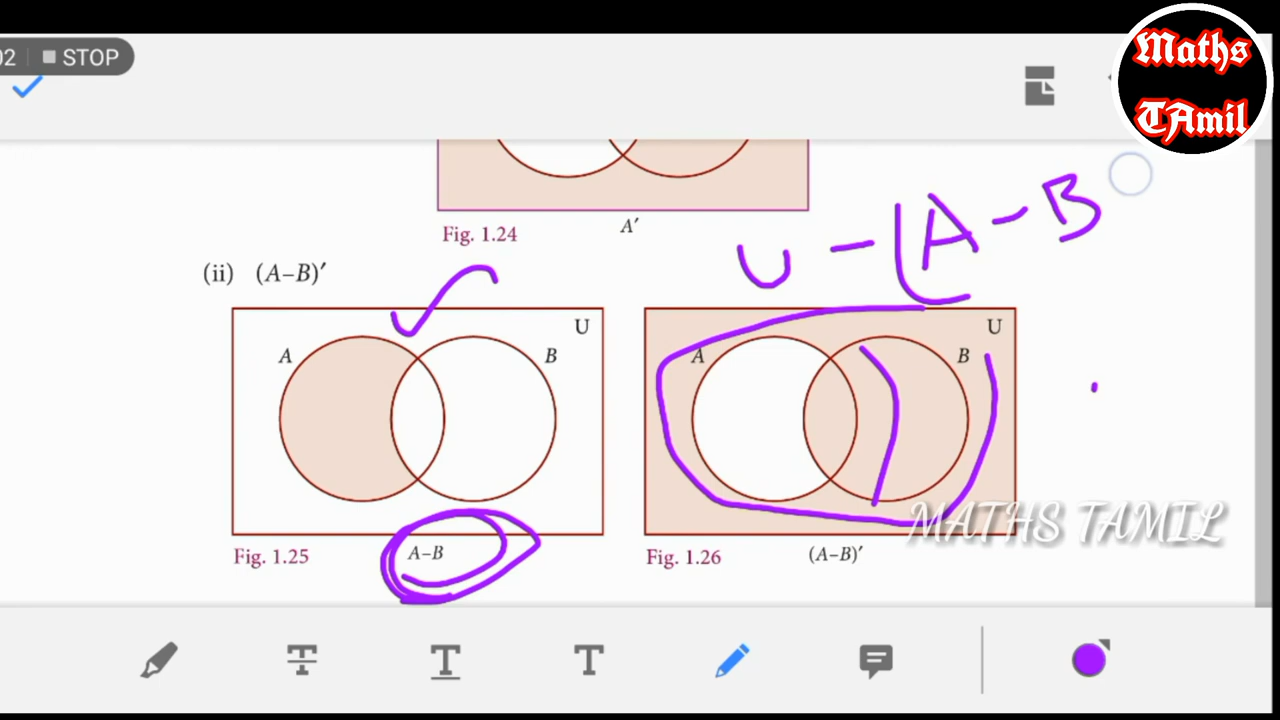 02 STOP
Maths
TAmil
A′
Fig. 1.24
U – (A – B
(ii) (A–B)′
U
A
B
U
A
B
MATHS TAMIL
Fig. 1.25
A–B
Fig. 1.26
(A–B)′
T
T
T